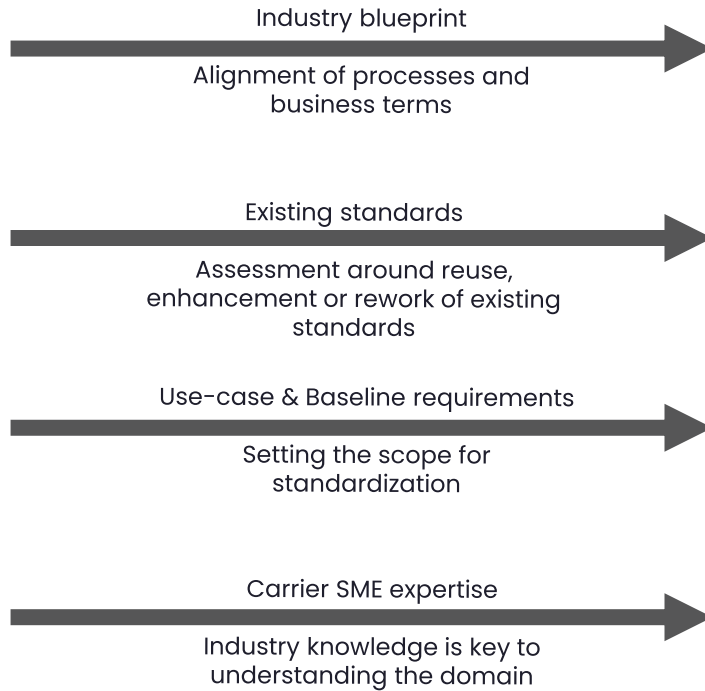 Industry blueprint
Alignment of processes and
business terms
Existing standards
Assessment around reuse,
enhancement or rework of existing
standards
Use-case & Baseline requirements
Setting the scope for
standardization
Carrier SME expertise
Industry knowledge is key to
understanding the domain